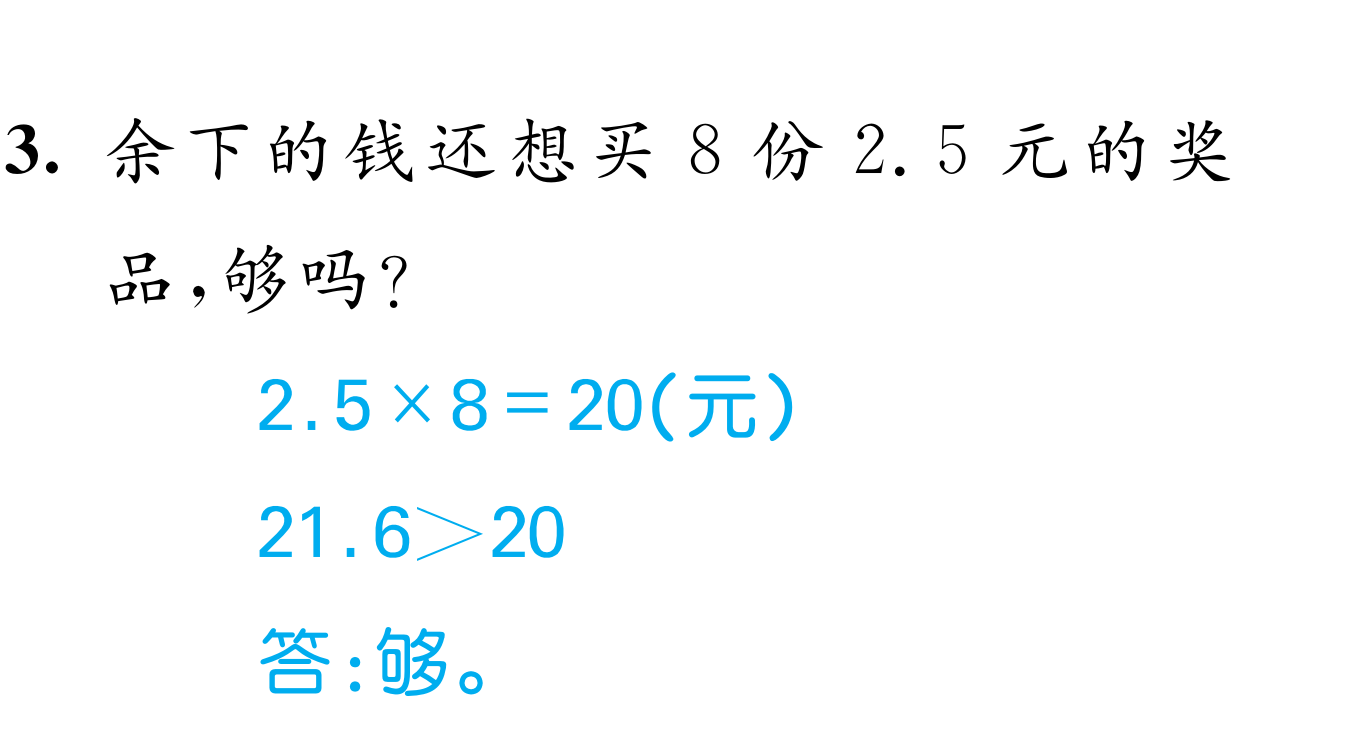 3. 余下的钱还想买 8 份 2.5 元的奖
品,够吗?
2.5×8=20(元)
21.6>20
答:够。